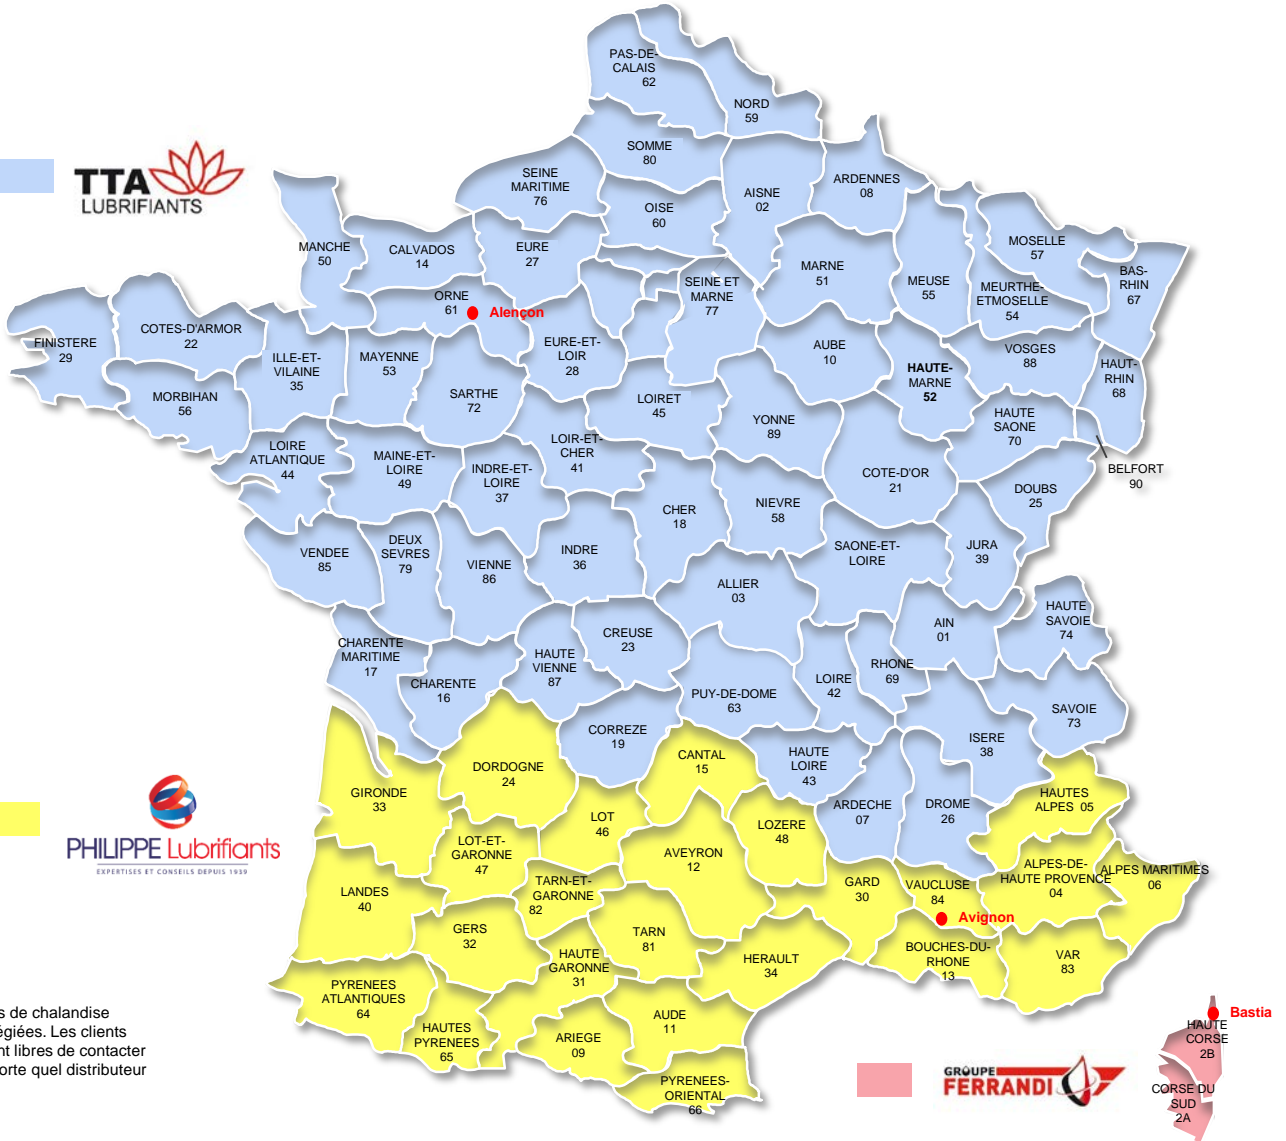 PAS-DE-
CALAIS
62
NORD
59
SOMME
80
SEINE
MARITIME
76
OISE
60
AISNE
02
ARDENNES
08
TTA
LUBRIFIANTS
MANCHE
50
CALVADOS
14
EURE
27
SEINE ET
MARNE
77
MARNE
51
MEUSE
55
MOSELLE
57
MEURTHE-
ETMOSELLE
54
BAS-
RHIN
67
ORNE
61
Alençon
FINISTERE
29
COTES-D'ARMOR
22
ILLE-ET-
VILAINE
35
MAYENNE
53
EURE-ET-
LOIR
28
AUBE
10
HAUTE-
MARNE
52
VOSGES
88
HAUT-
RHIN
68
MORBIHAN
56
SARTHE
72
LOIRET
45
YONNE
89
HAUTE
SAONE
70
LOIRE
ATLANTIQUE
44
MAINE-ET-
LOIRE
49
INDRE-ET-
LOIRE
37
LOIR-ET-
CHER
41
COTE-D'OR
21
BELFORT
90
DOUBS
25
CHER
18
NIEVRE
58
VENDEE
85
DEUX
SEVRES
79
VIENNE
86
INDRE
36
SAONE-ET-
LOIRE
JURA
39
ALLIER
03
CHARENTE
MARITIME
17
CREUSE
23
AIN
01
HAUTE
SAVOIE
74
CHARENTE
16
HAUTE
VIENNE
87
PUY-DE-DOME
63
LOIRE
42
RHONE
69
SAVOIE
73
CORREZE
19
ISERE
38
GIRONDE
33
DORDOGNE
24
CANTAL
15
HAUTE
LOIRE
43
ARDECHE
07
DROME
26
HAUTES
ALPES 05
PHILIPPE Lubrifiants
EXPERTISES ET CONSEILS DEPUIS 1939
LOT-ET-
GARONNE
47
LOT
46
LOZERE
48
AVEYRON
12
LANDES
40
TARN-ET-
GARONNE
82
GARD
30
VAUCLUSE
84
Avignon
ALPES-DE-
HAUTE PROVENCE
04
ALPES MARITIMES
06
GERS
32
HAUTE
GARONNE
31
TARN
81
HERAULT
34
BOUCHES-DU-
RHONE
13
VAR
83
PYRENEES
ATLANTIQUES
64
HAUTES
PYRENEES
65
ARIEGE
09
AUDE
11
PYRENEES-
ORIENTAL
66
s de chalandise
égiées. Les clients
nt libres de contacter
orte quel distributeur
GROUPE
FERRANDI
Bastia
HAUTE
CORSE
2B
CORSE DU
SUD
2A